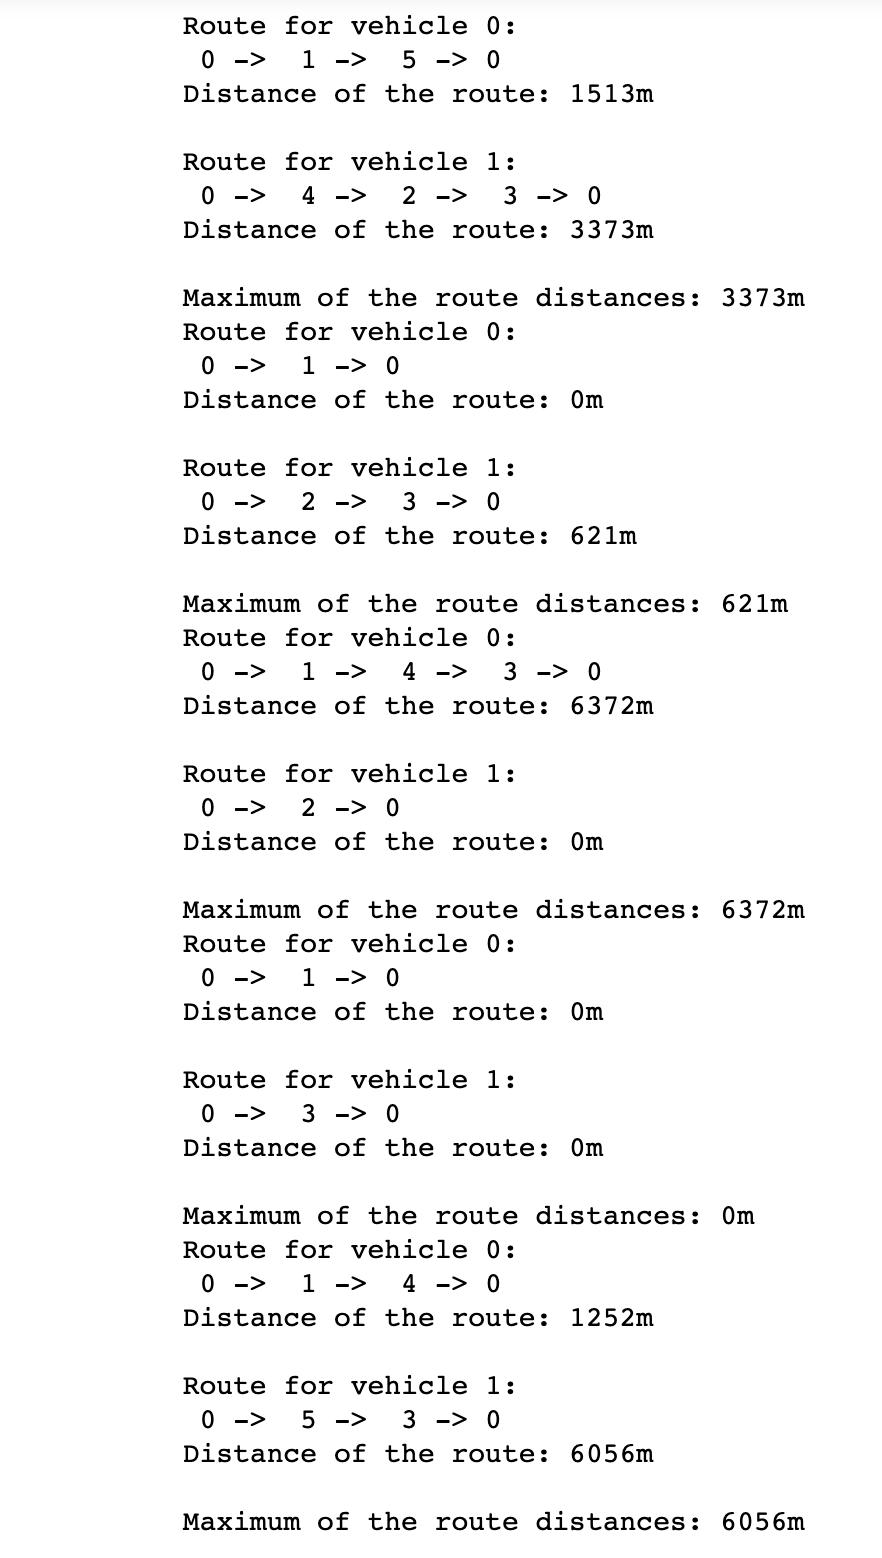 Route for vehicle 0:
 0 ->  1 ->  5 -> 0
Distance of the route: 1513m

Route for vehicle 1:
 0 ->  4 ->  2 ->  3 -> 0
Distance of the route: 3373m

Maximum of the route distances: 3373m
Route for vehicle 0:
 0 ->  1 -> 0
Distance of the route: 0m

Route for vehicle 1:
 0 ->  2 ->  3 -> 0
Distance of the route: 621m

Maximum of the route distances: 621m
Route for vehicle 0:
 0 ->  1 ->  4 ->  3 -> 0
Distance of the route: 6372m

Route for vehicle 1:
 0 ->  2 -> 0
Distance of the route: 0m

Maximum of the route distances: 6372m
Route for vehicle 0:
 0 ->  1 -> 0
Distance of the route: 0m

Route for vehicle 1:
 0 ->  3 -> 0
Distance of the route: 0m

Maximum of the route distances: 0m
Route for vehicle 0:
 0 ->  1 ->  4 -> 0
Distance of the route: 1252m

Route for vehicle 1:
 0 ->  5 ->  3 -> 0
Distance of the route: 6056m

Maximum of the route distances: 6056m